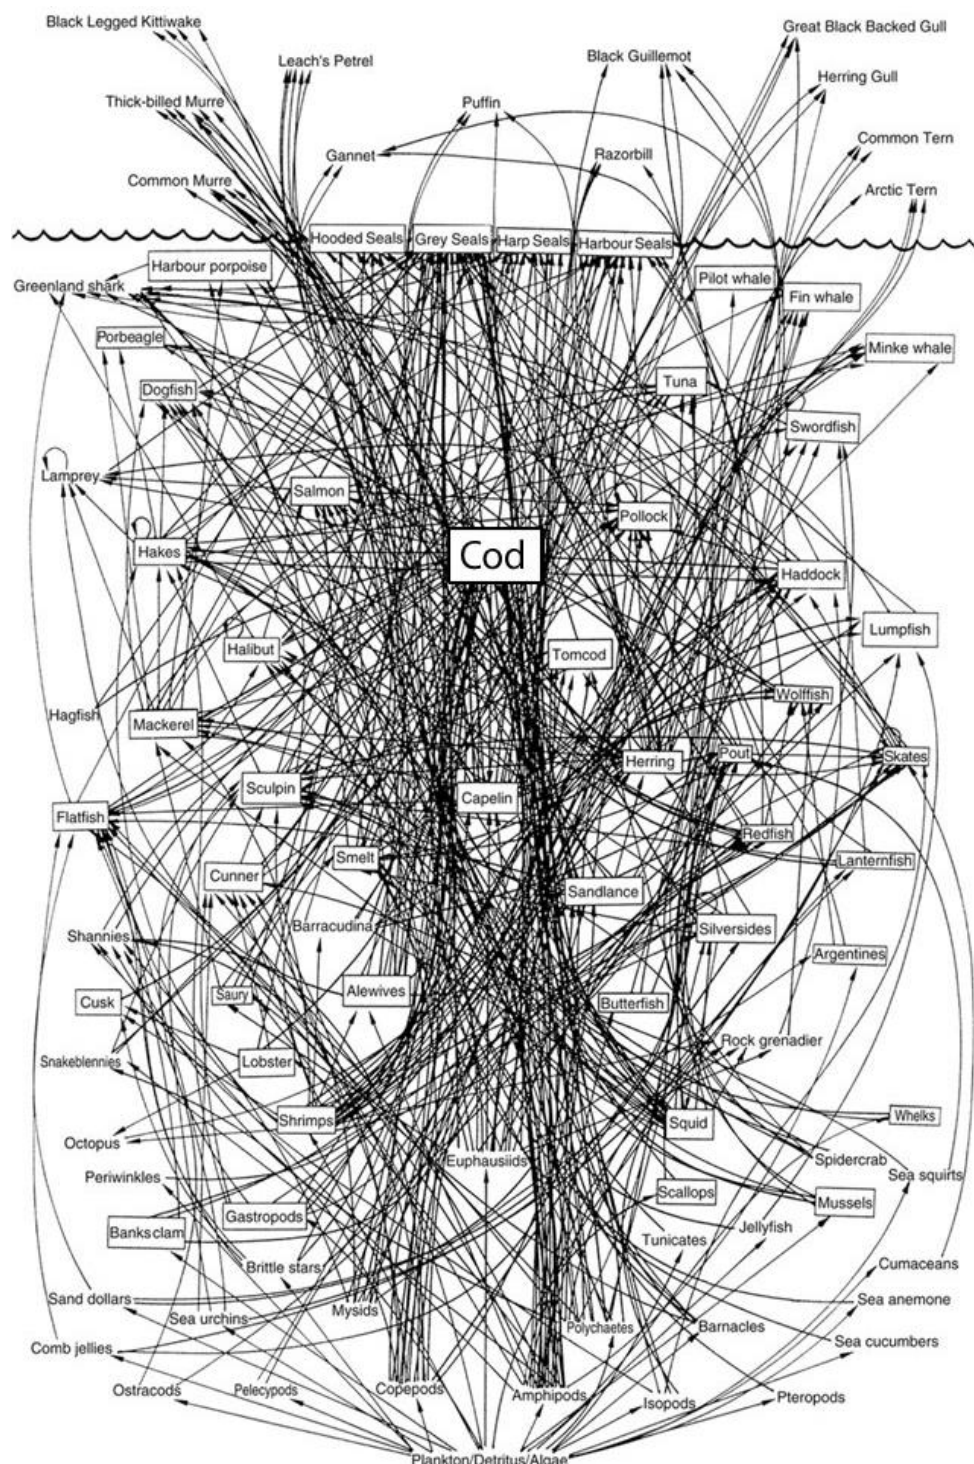 Black Legged Kittiwake
Great Black Backed Gull
Leach's Petrel
Black Guillemot
Herring Gull
Thick-billed Murre
Puffin
Common Tern
Gannet
Razorbill
Common Murre
Arctic Tern
Hooded Seals
Grey Seals
Harp Seals
Harbour Seals
Harbour porpoise
Pilot whale
Greenland shark
Fin whale
Porbeagle
Minke whale
Tuna
Dogfish
Swordfish
Lamprey
Salmon
Pollock
Cod
Hakes
Haddock
Lumpfish
Halibut
Tomcod
Wolffish
Hagfish
Mackerel
Herring
Pout
Skates
Sculpin
Capelin
Flatfish
Redfish
Smelt
Lanternfish
Cunner
Sandlance
Barracudina
Silversides
Shannies
Argentines
Cusk
Saury
Alewives
Butterfish
Rock grenadier
Snakeblennies
Lobster
Shrimps
Squid
Whelks
Octopus
Euphausiids
Spidercrab
Periwinkles
Sea squirts
Scallops
Mussels
Gastropods
Jellyfish
Banksclam
Tunicates
Brittle stars
Cumaceans
Sand dollars
Mysids
Sea anemone
Sea urchins
Polychaetes
Barnacles
Comb jellies
Sea cucumbers
Ostracods
Pelecypods
Copepods
Amphipods
Isopods
Pteropods
Plankton/Detritus/Algae